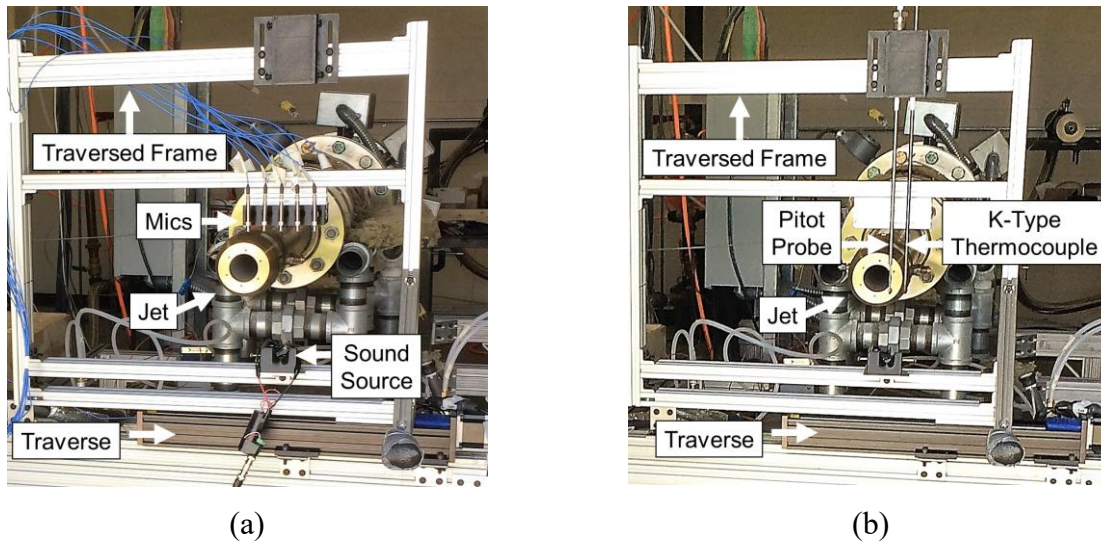 Traversed Frame
Mics
Jet
Sound
Source
Traverse
(a)
Traversed Frame
Pitot
Probe
K-Type
Thermocouple
Jet
Traverse
(b)